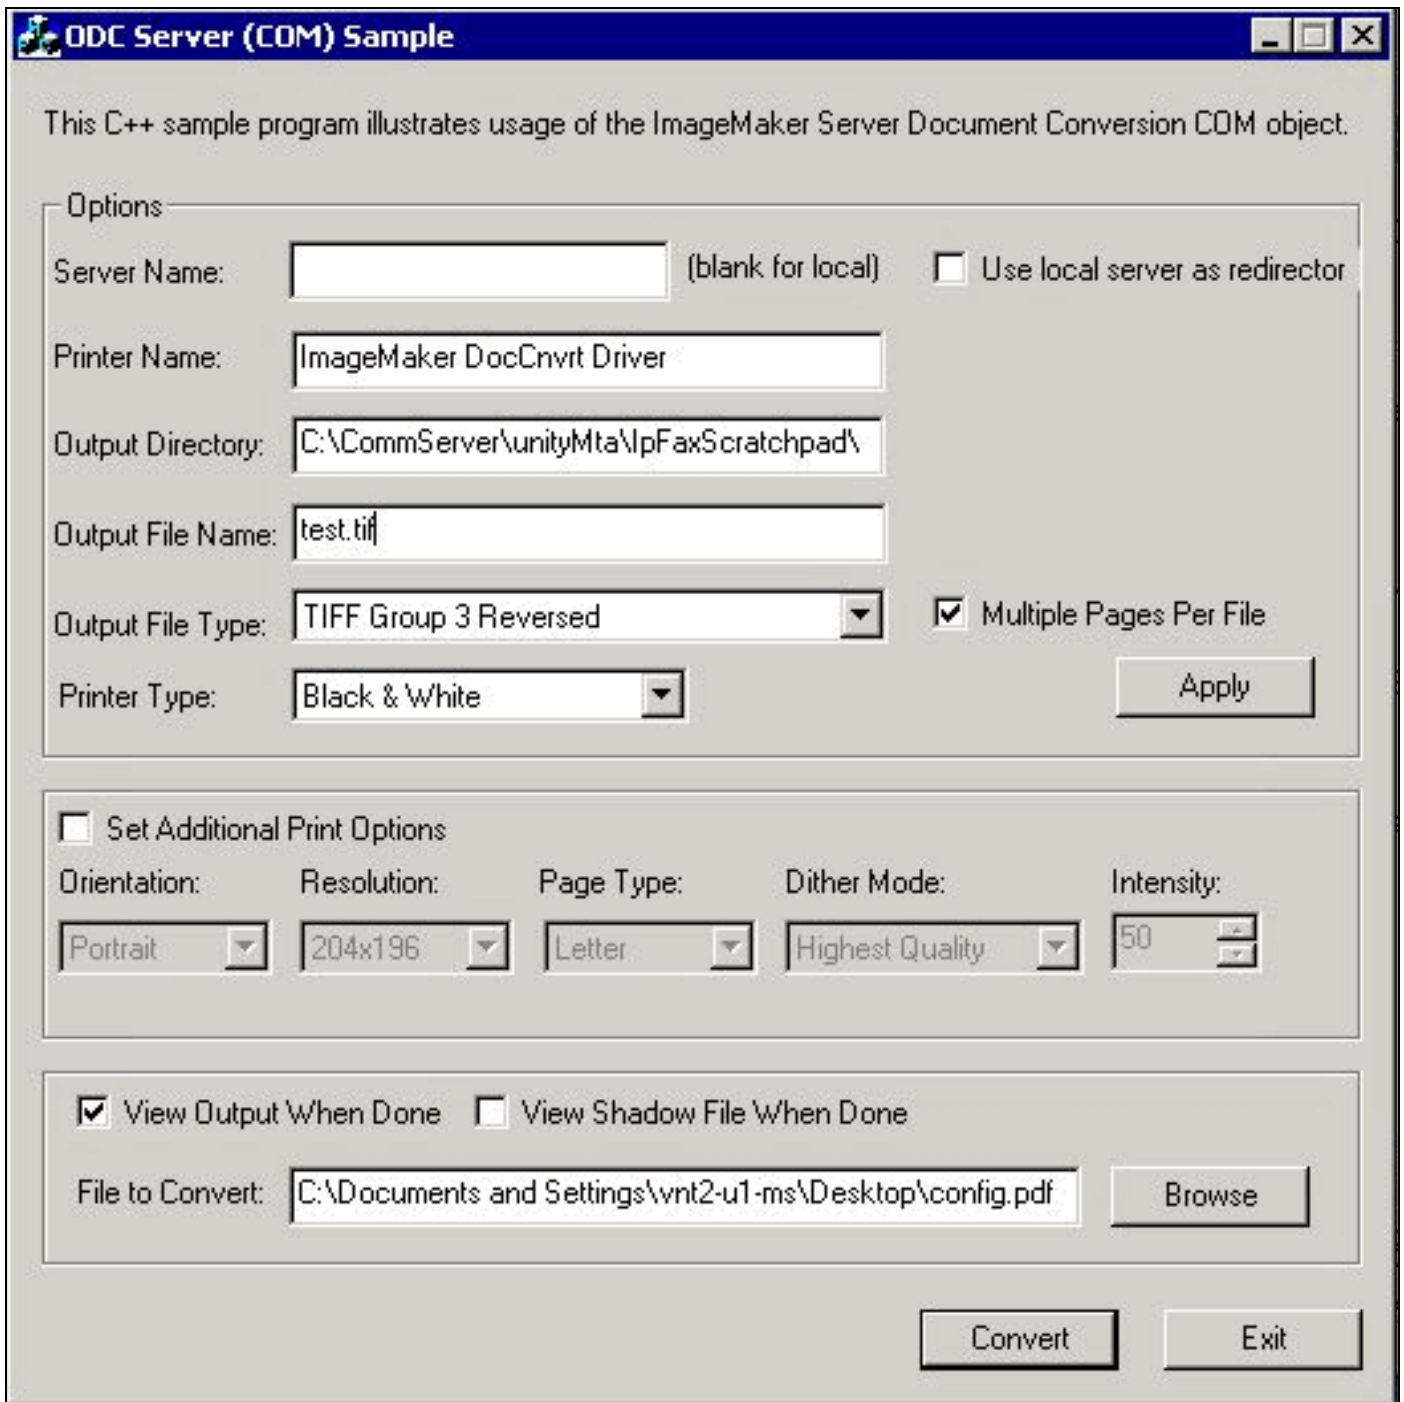 ODC Server (COM) Sample
This C++ sample program illustrates usage of the ImageMaker Server Document Conversion COM object.
Options
Server Name: (blank for local) Use local server as redirector
Printer Name: ImageMaker DocCnvrt Driver
Output Directory: C:\CommServer\unityMta\IpFaxScratchpad\
Output File Name: test.tif
Output File Type: TIFF Group 3 Reversed Multiple Pages Per File
Printer Type: Black & White Apply
Set Additional Print Options
Orientation: Resolution: Page Type: Dither Mode: Intensity:
Portrait 204x196 Letter Highest Quality 50
View Output When Done View Shadow File When Done
File to Convert: C:\Documents and Settings\vnt2-u1-ms\Desktop\config.pdf Browse
Convert Exit